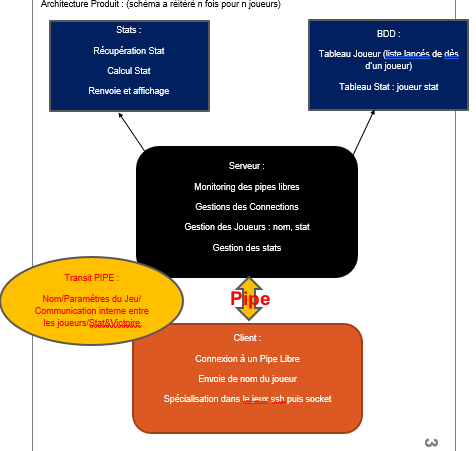 Architecture Produit : (schéma a réitéré n fois pour n joueurs)
Stats :
Récupération Stat
Calcul Stat
Renvoie et affichage
BDD :
Tableau Joueur (liste lancés de dés
d'un joueur)
Tableau Stat : joueur stat
Serveur :
Monitoring des pipes libres
Gestions des Connections
Gestion des Joueurs : nom, stat
Gestion des stats
Transit PIPE :
Nom/Paramètres du Jeu/
Communication interne entre
les joueurs/Stat&Victoire
Pipe
Client :
Connexion à un Pipe Libre
Envoie de nom du joueur
Spécialisation dans le jeux ssh puis socket
3